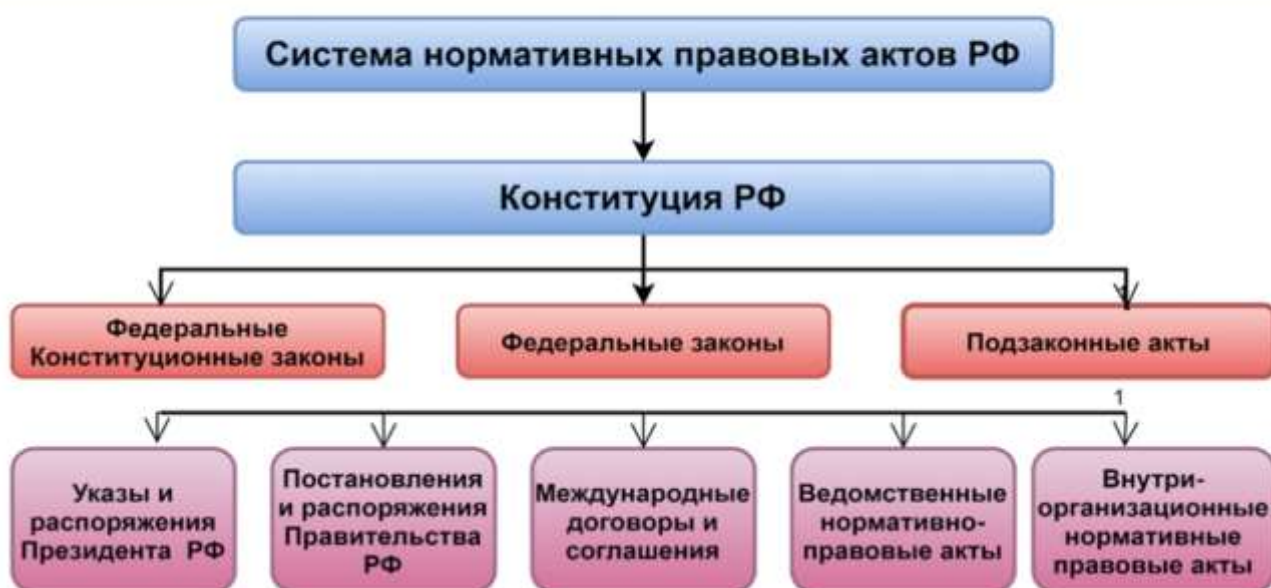 Система нормативных правовых актов РФ
Конституция РФ
Федеральные
Конституционные законы
Федеральные законы
Подзаконные акты
1
Указы и
распоряжения
Президента РФ
Постановления
и распоряжения
Правительства
РФ
Международные
договоры и
соглашения
Ведомственные
нормативно-
правовые акты
Внутри-
организационные
нормативные
правовые акты